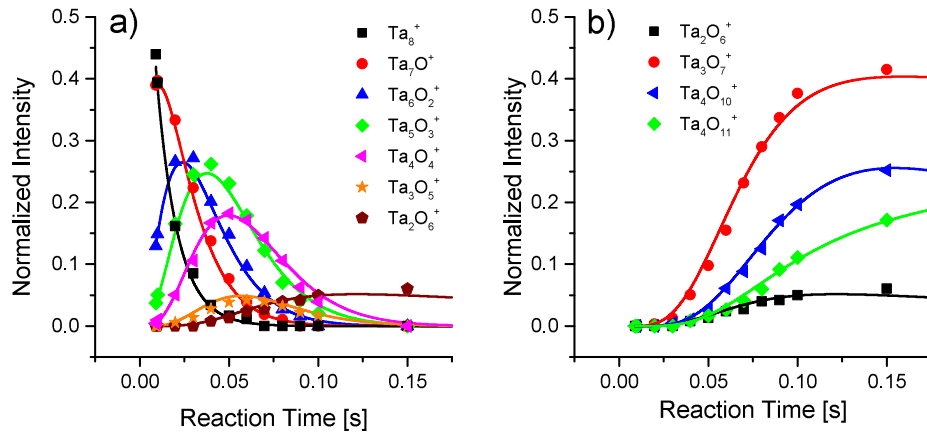 a)
Normalized Intensity
0.5
0.4
0.3
0.2
0.1
0.0
0.00
0.05
0.10
0.15
Reaction Time [s]
Ta₈⁺
Ta₇O⁺
Ta₆O₂⁺
Ta₅O₃⁺
Ta₄O₄⁺
Ta₃O₅⁺
Ta₂O₆⁺
b)
Normalized Intensity
0.5
0.4
0.3
0.2
0.1
0.0
0.00
0.05
0.10
0.15
Reaction Time [s]
Ta₂O₆⁺
Ta₃O₇⁺
Ta₄O₁₀⁺
Ta₄O₁₁⁺